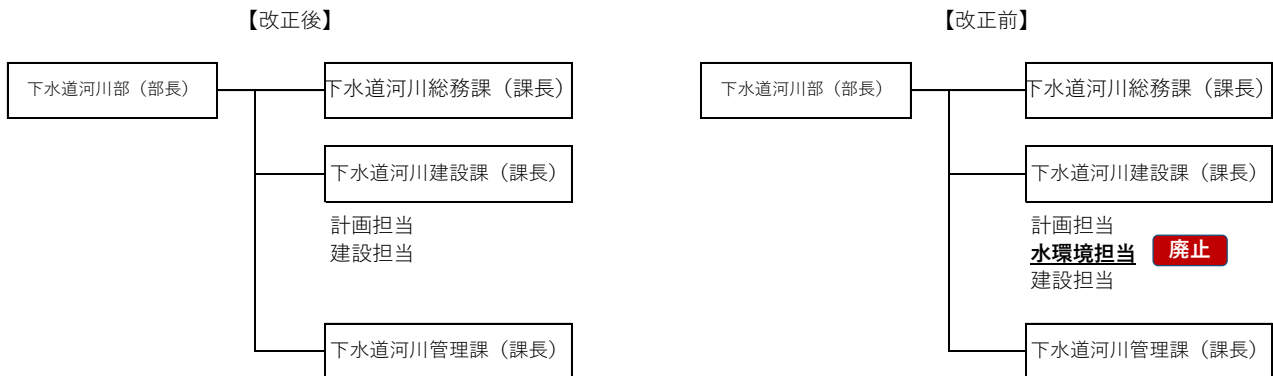 【改正後】
下水道河川部（部長）
下水道河川総務課（課長）
下水道河川建設課（課長）
計画担当
建設担当
下水道河川管理課（課長）
【改正前】
下水道河川部（部長）
下水道河川総務課（課長）
下水道河川建設課（課長）
計画担当
水環境担当 廃止
建設担当
下水道河川管理課（課長）